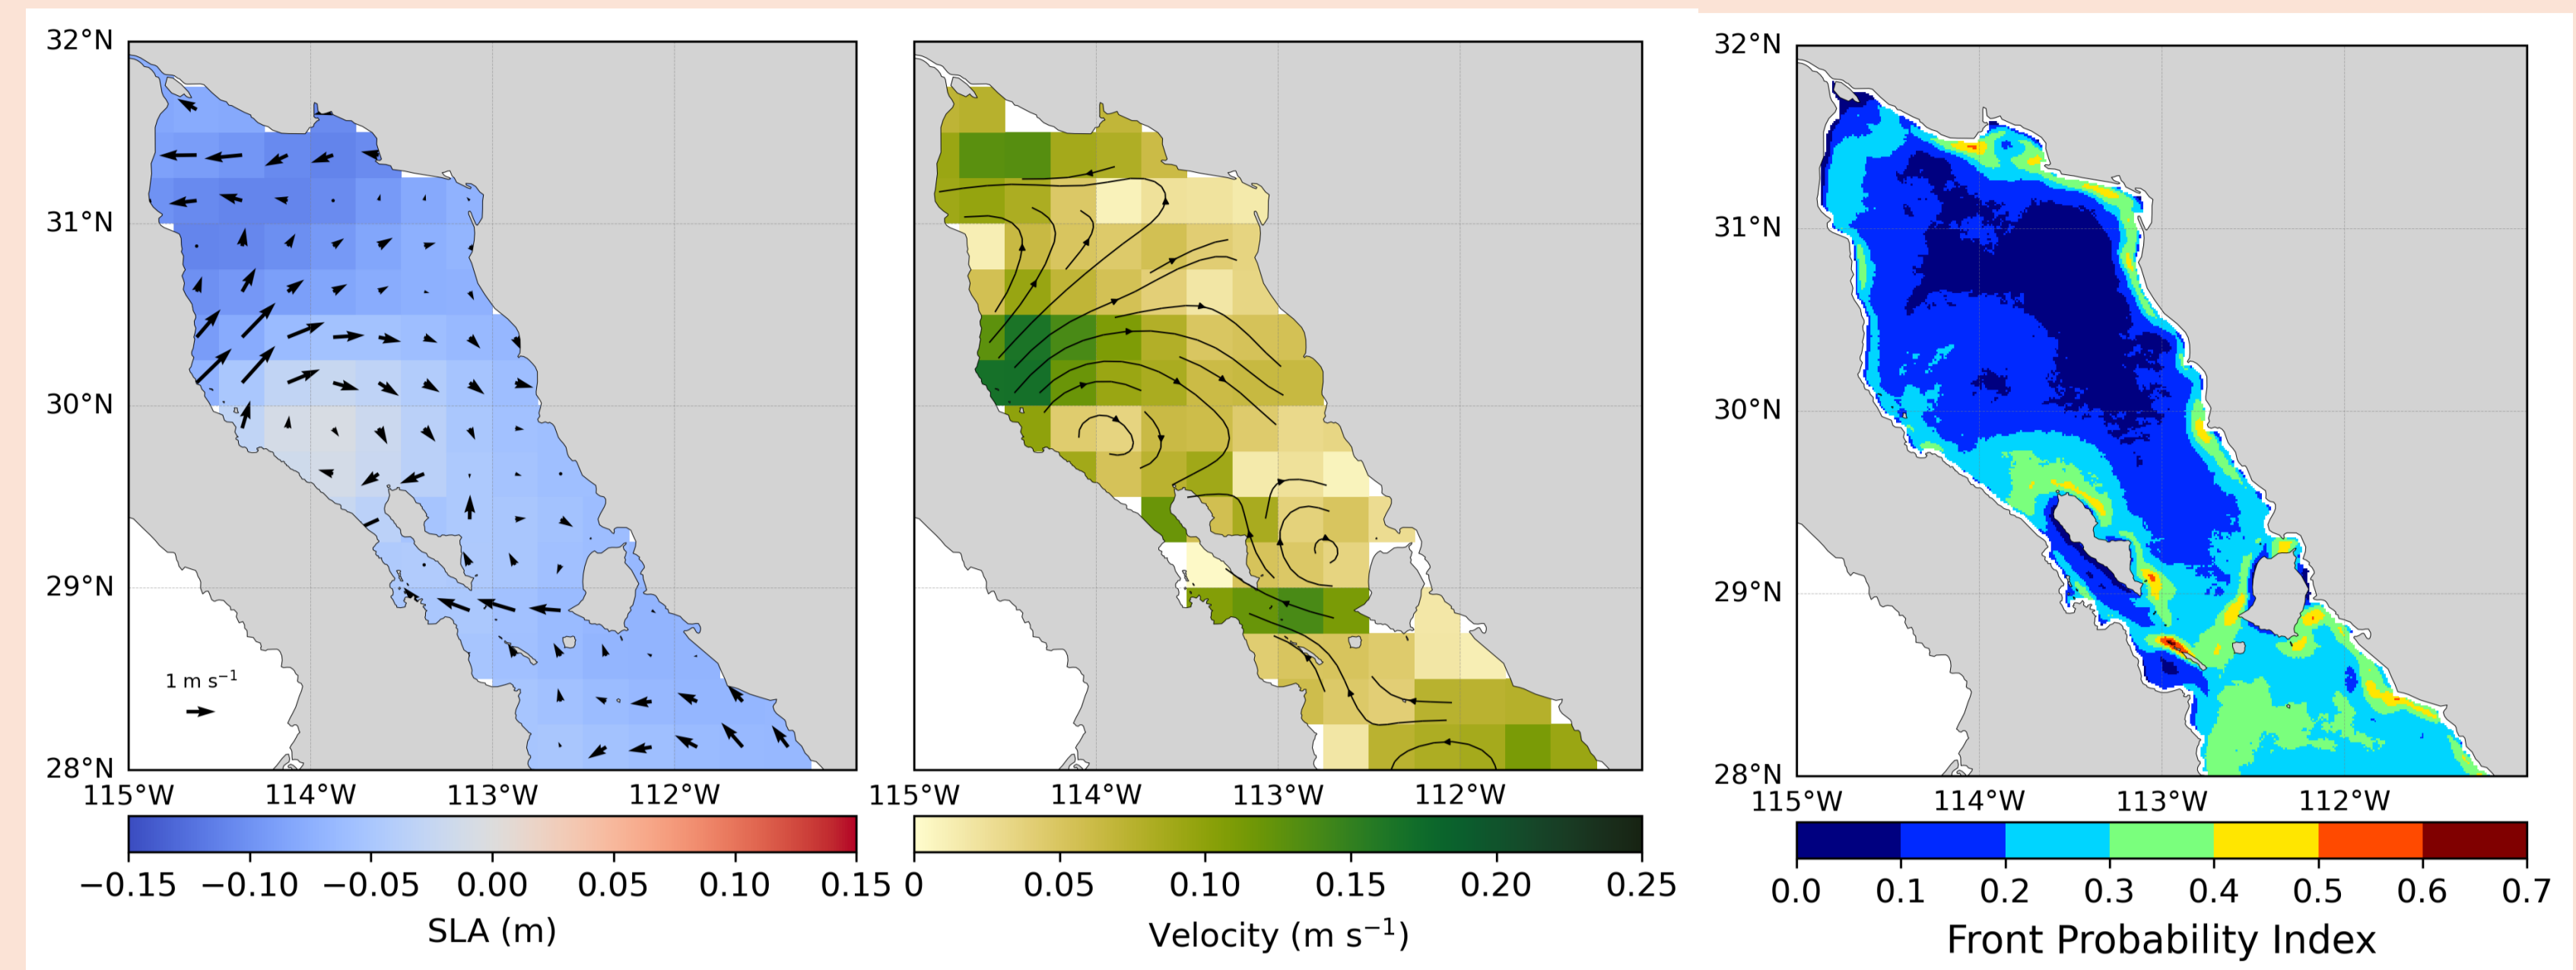 32°N
31°N
30°N
29°N
28°N
115°W 114°W 113°W 112°W
1 m s⁻¹
−0.15 −0.10 −0.05 0.00 0.05 0.10 0.15
SLA (m)
115°W 114°W 113°W 112°W
0 0.05 0.10 0.15 0.20 0.25
Velocity (m s⁻¹)
32°N
31°N
30°N
29°N
28°N
115°W 114°W 113°W 112°W
0.0 0.1 0.2 0.3 0.4 0.5 0.6 0.7
Front Probability Index